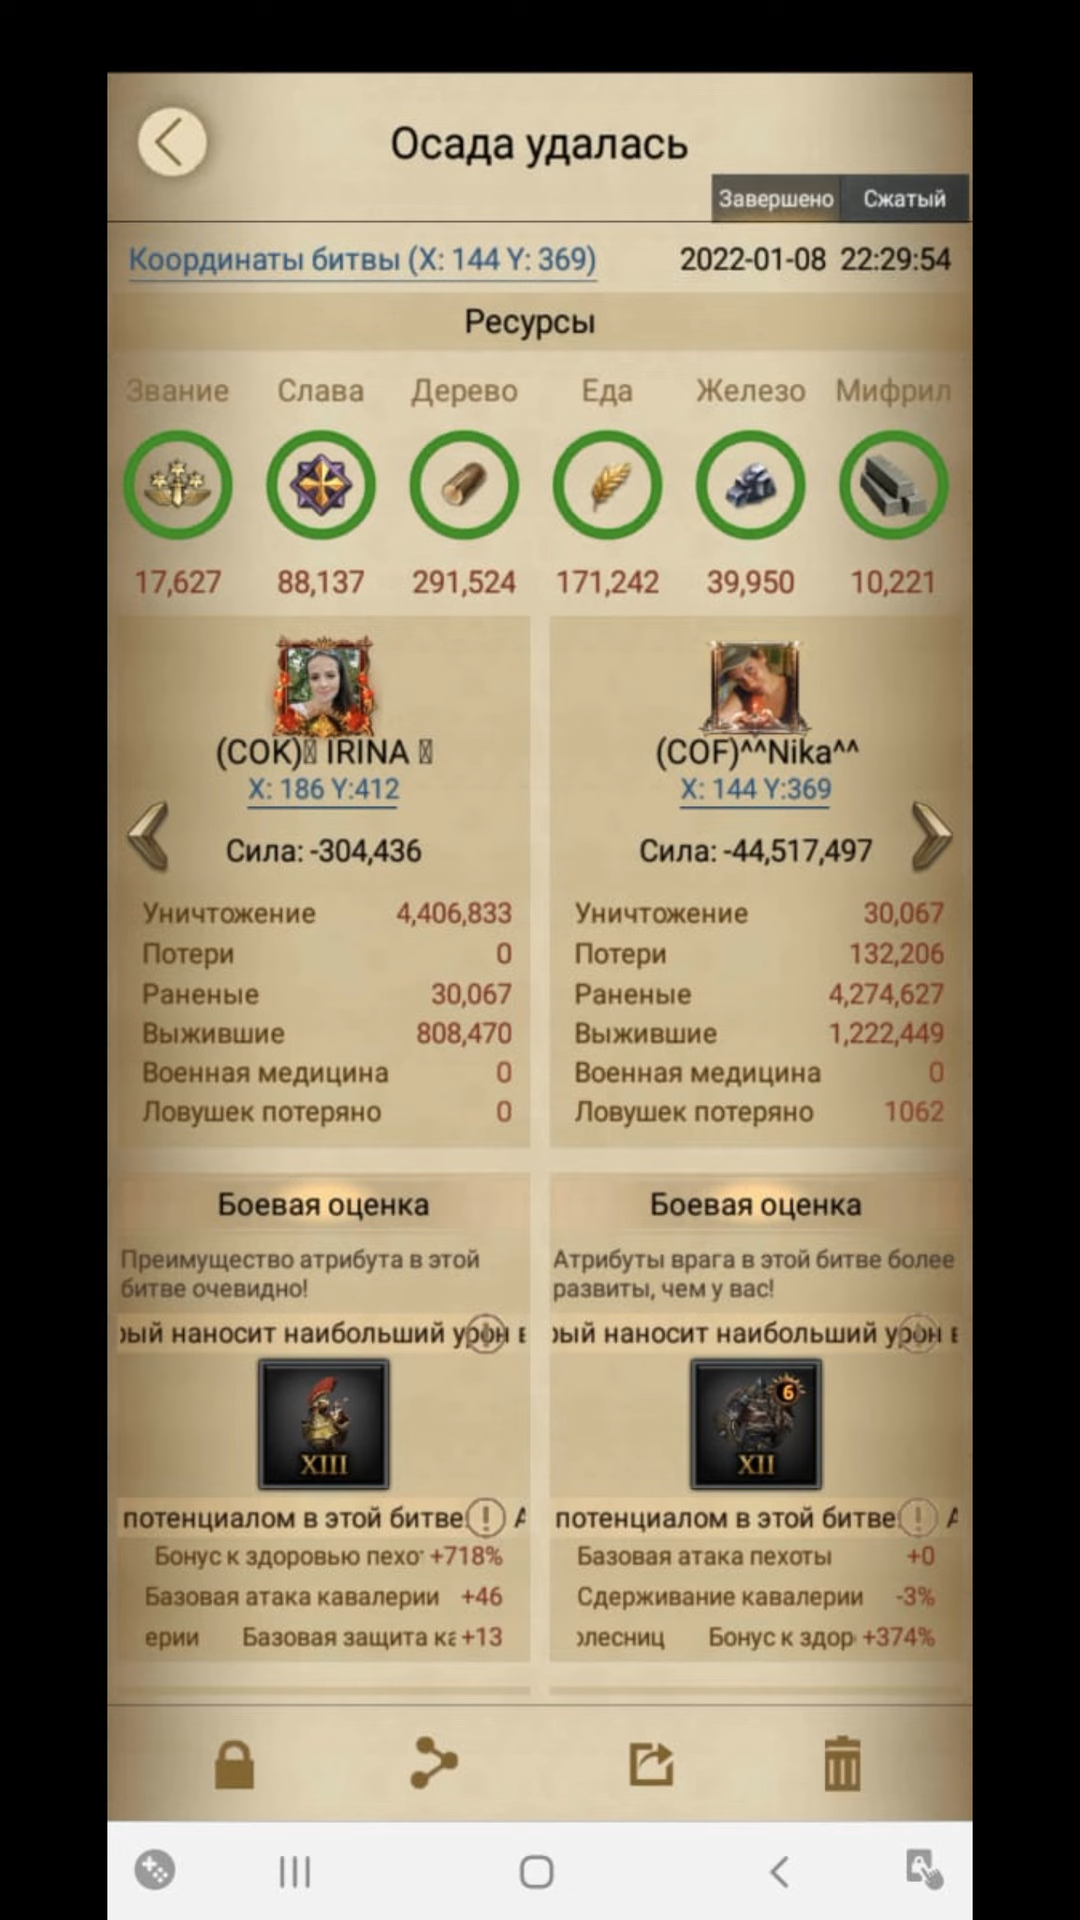 Осада удалась
Завершено Сжатый
Координаты битвы (X: 144 Y: 369) 2022-01-08 22:29:54
Ресурсы
Звание Слава Дерево Еда Железо Мифрил
17,627 88,137 291,524 171,242 39,950 10,221
(COK) IRINA (COF)^^Nika^^
X: 186 Y:412 X: 144 Y:369
Сила: -304,436 Сила: -44,517,497
Уничтожение 4,406,833 Уничтожение 30,067
Потери 0 Потери 132,206
Раненые 30,067 Раненые 4,274,627
Выжившие 808,470 Выжившие 1,222,449
Военная медицина 0 Военная медицина 0
Ловушек потеряно 0 Ловушек потеряно 1062
Боевая оценка Боевая оценка
Преимущество атрибута в этой Атрибуты врага в этой битве более
битве очевидно! развиты, чем у вас!
рый наносит наибольший урон в рый наносит наибольший урон в
6
XIII XII
потенциалом в этой битве: А потенциалом в этой битве: А
Бонус к здоровью пехо +718% Базовая атака пехоты +0
Базовая атака кавалерии +46 Сдерживание кавалерии -3%
ерии Базовая защита ка +13 олесниц Бонус к здор +374%